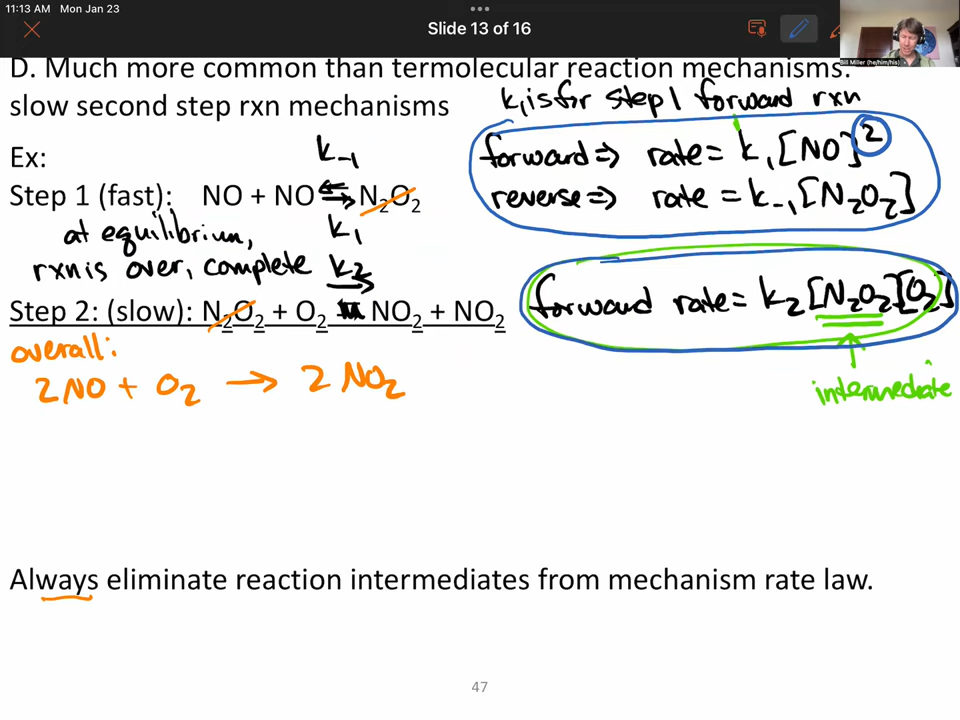 11:13 AM Mon Jan 23
Slide 13 of 16
Bill Miller (he/him/his)
D. Much more common than termolecular reaction mechanisms:
slow second step rxn mechanisms
k₁ is for step 1 forward rxn
Ex:
k₋₁
forward ⇒ rate = k₁[NO]²
Step 1 (fast): NO + NO ⇌ N₂O₂
reverse ⇒ rate = k₋₁[N₂O₂]
k₁
at equilibrium,
rxn is over, complete
k₂
Step 2: (slow): N₂O₂ + O₂ → NO₂ + NO₂
forward rate = k₂[N₂O₂][O₂]
overall:
2NO + O₂ → 2 NO₂
intermediate
Always eliminate reaction intermediates from mechanism rate law.
47